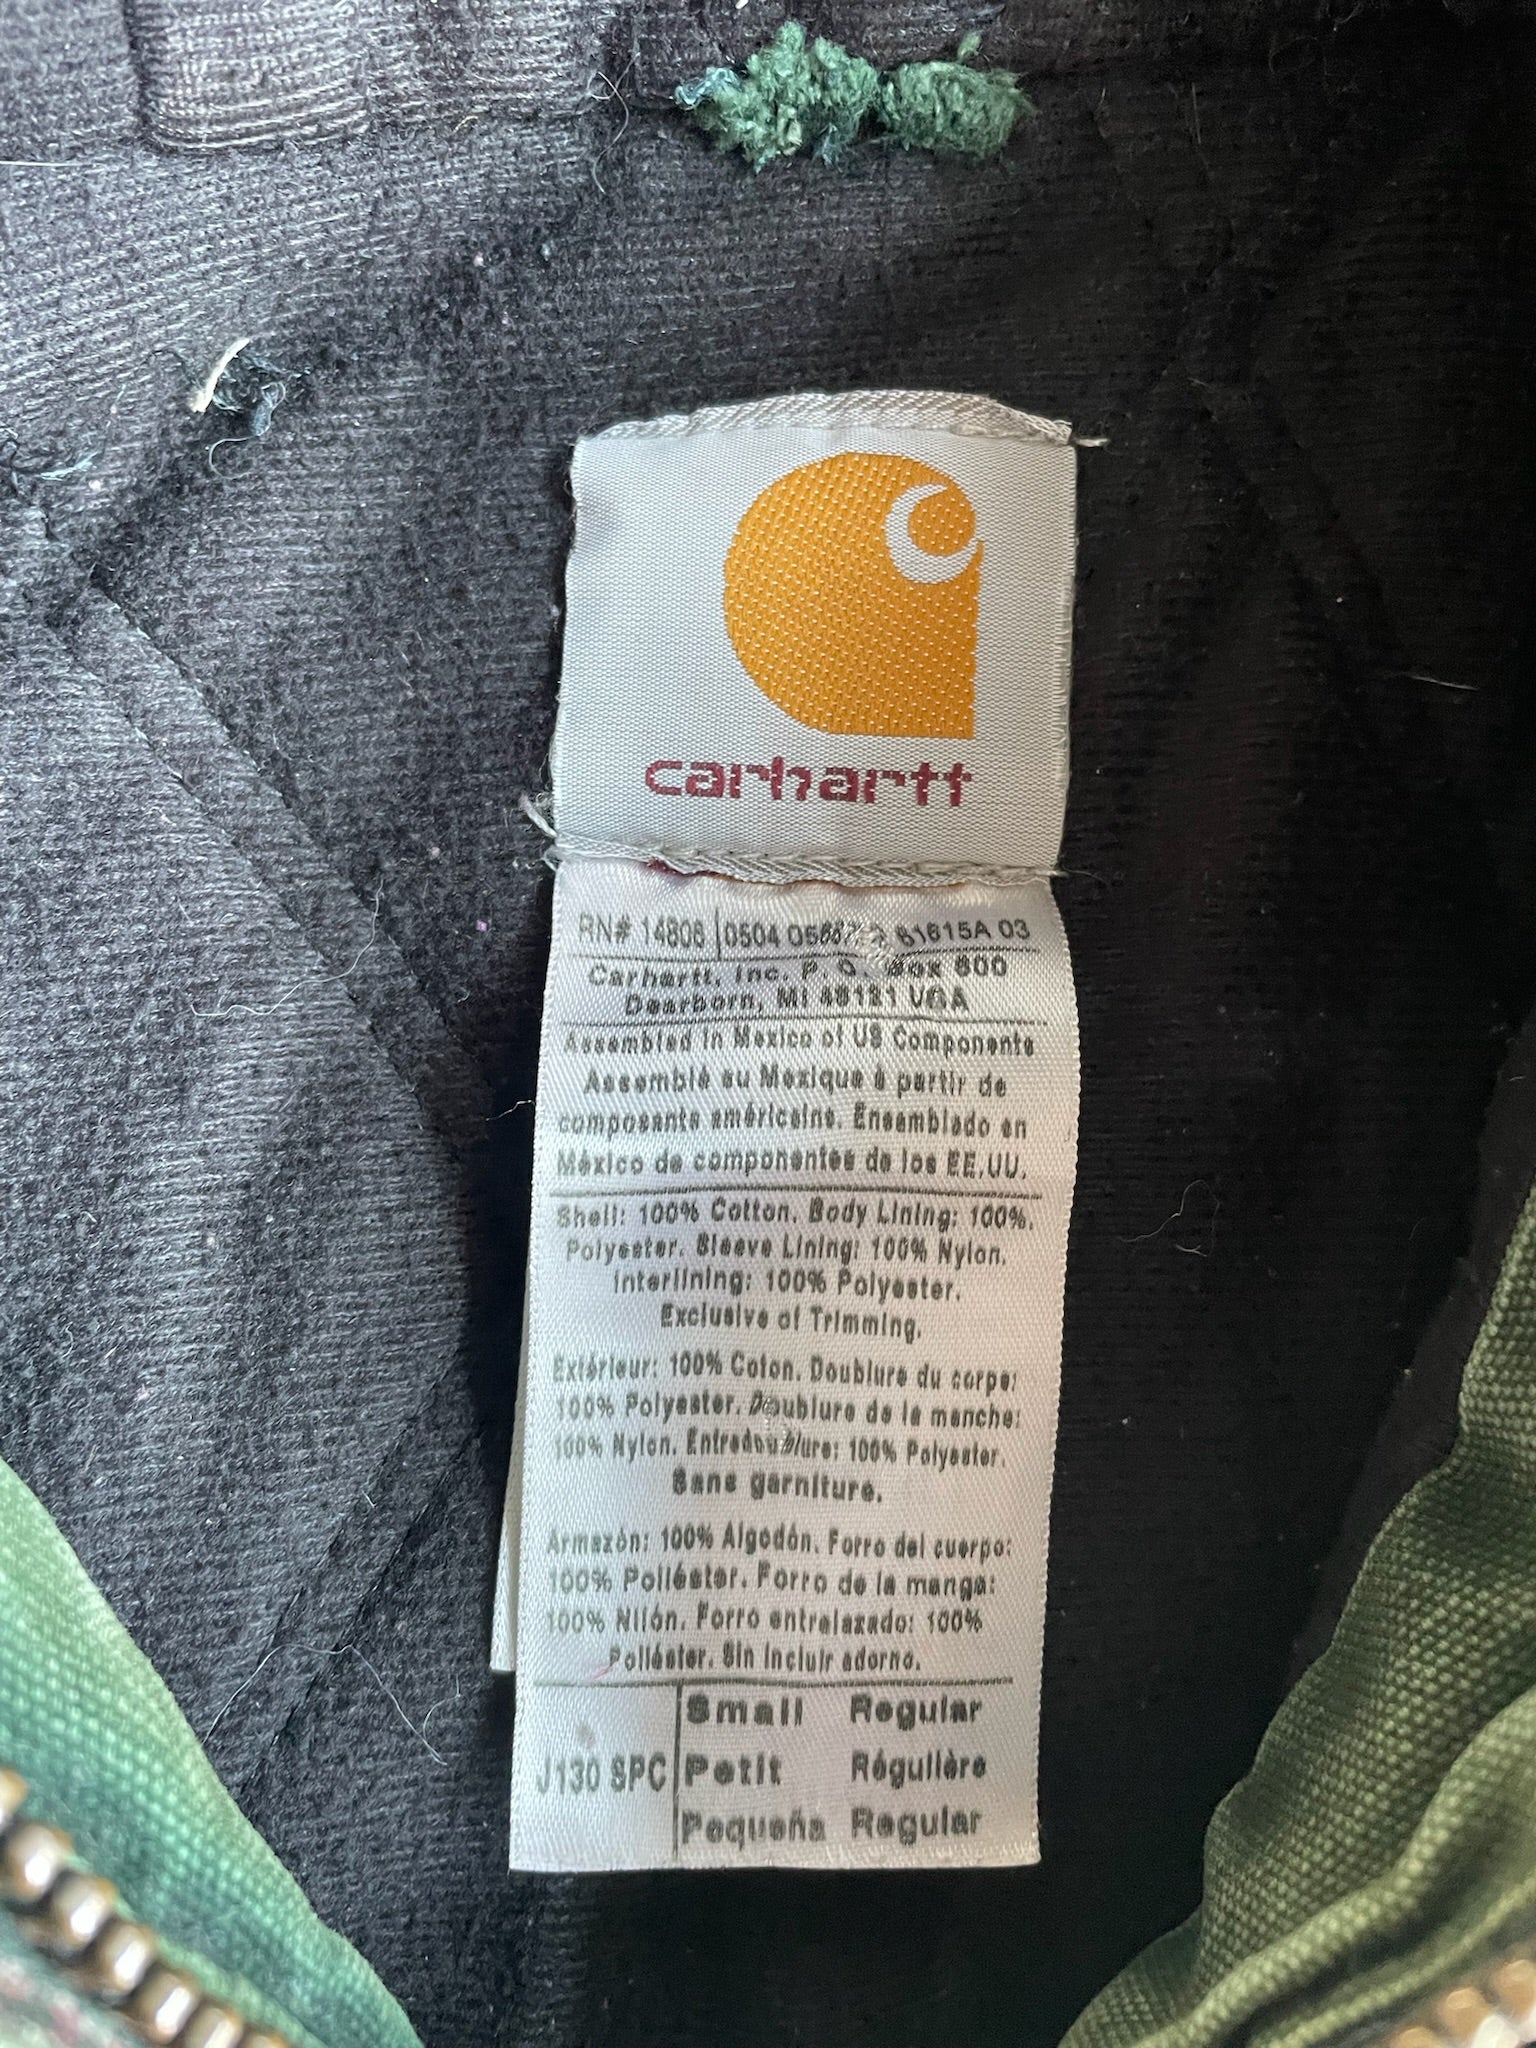 carhartt
RN# 14806 0504 61615A 03
Carhartt, Inc. P. O. Box 600
Dearborn, MI 48121 USA
Assembled in Mexico of US Components
Assemblé au Mexique à partir de
composants américains. Ensamblado en
México de componentes de los EE.UU.
Shell: 100% Cotton. Body Lining: 100%.
Polyester. Sleeve Lining: 100% Nylon.
Interlining: 100% Polyester.
Exclusive of Trimming.
Extérieur: 100% Coton. Doublure du corps:
100% Polyester. Doublure de la manche:
100% Nylon. Entredoublure: 100% Polyester.
Sans garniture.
Armazón: 100% Algodón. Forro del cuerpo:
100% Poliéster. Forro de la manga:
100% Nilón. Forro entrelazado: 100%
Poliéster. Sin incluir adorno.
J130 SPC
Small Regular
Petit Régulière
Pequeña Regular